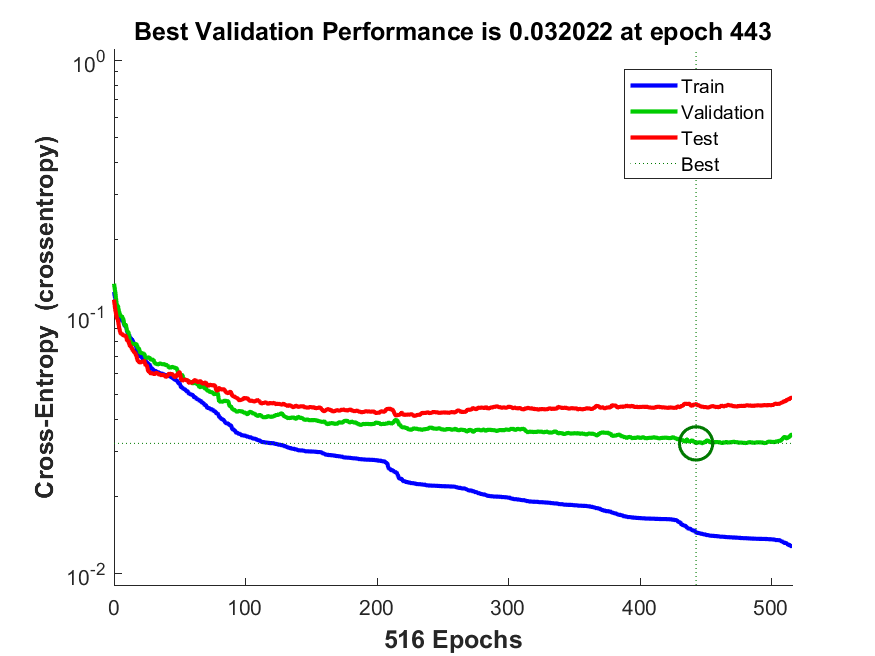 Best Validation Performance is 0.032022 at epoch 443
Cross-Entropy (crossentropy)
10^0
10^-1
10^-2
Train
Validation
Test
Best
0 100 200 300 400 500
516 Epochs